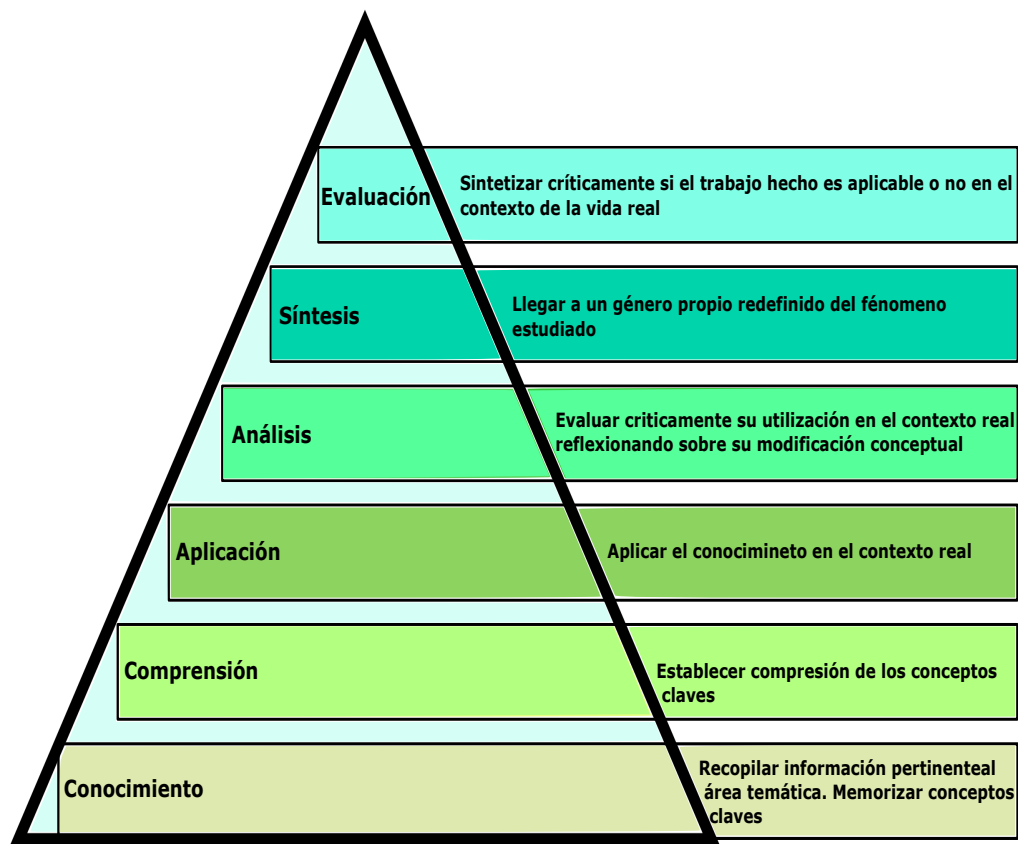 Evaluación
Sintetizar críticamente si el trabajo hecho es aplicable o no en el
contexto de la vida real
Síntesis
Llegar a un género propio redefinido del fénomeno
estudiado
Análisis
Evaluar criticamente su utilización en el contexto real
reflexionando sobre su modificación conceptual
Aplicación
Aplicar el conocimineto en el contexto real
Comprensión
Establecer compresión de los conceptos
claves
Conocimiento
Recopilar información pertinenteal
área temática. Memorizar conceptos
claves